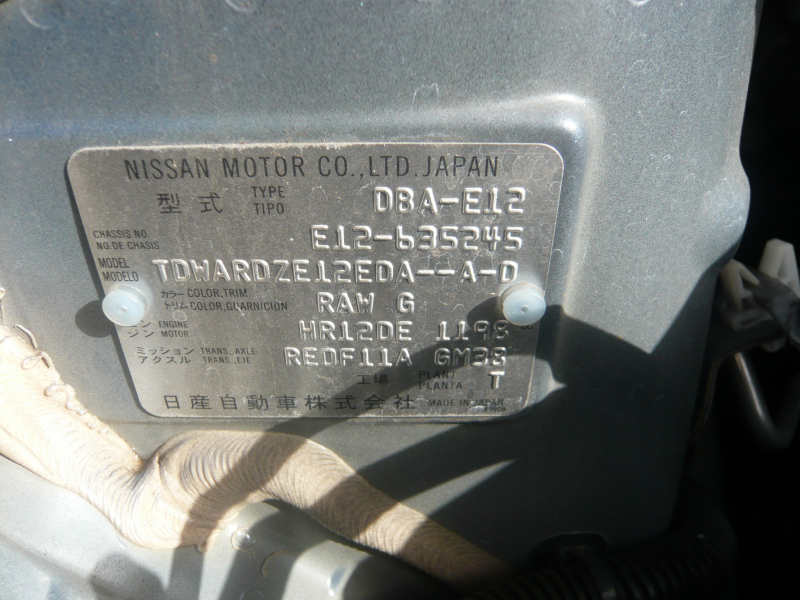 NISSAN MOTOR CO.,LTD.JAPAN
型式 TYPE TIPO DBA-E12
CHASSIS NO. NO.DE CHASIS E12-635245
MODEL MODELO TDWARDZE12EDA--A-D
カラー COLOR,TRIM
トリム COLOR,GUARNICION RAW G
ENGINE
ジン MOTOR HR12DE 1198 cc
ミッション TRANS.,AXLE
アクスル TRANS.,EJE REDF11A GM38
工場 PLANT PLANTA T
日産自動車株式会社 MADE IN JAPAN